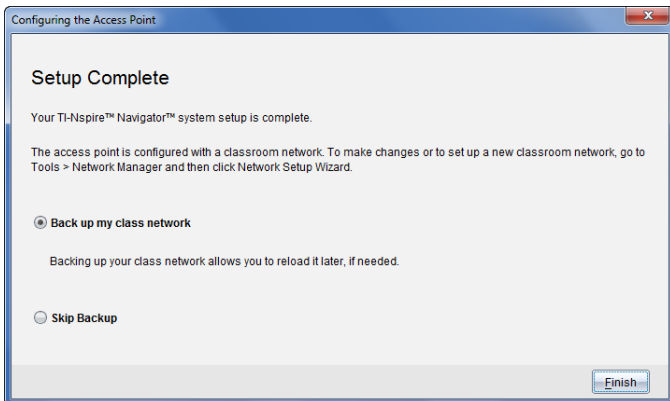 Configuring the Access Point
Setup Complete
Your TI-Nspire™ Navigator™ system setup is complete.
The access point is configured with a classroom network. To make changes or to set up a new classroom network, go to
Tools > Network Manager and then click Network Setup Wizard.
Back up my class network
Backing up your class network allows you to reload it later, if needed.
Skip Backup
Finish